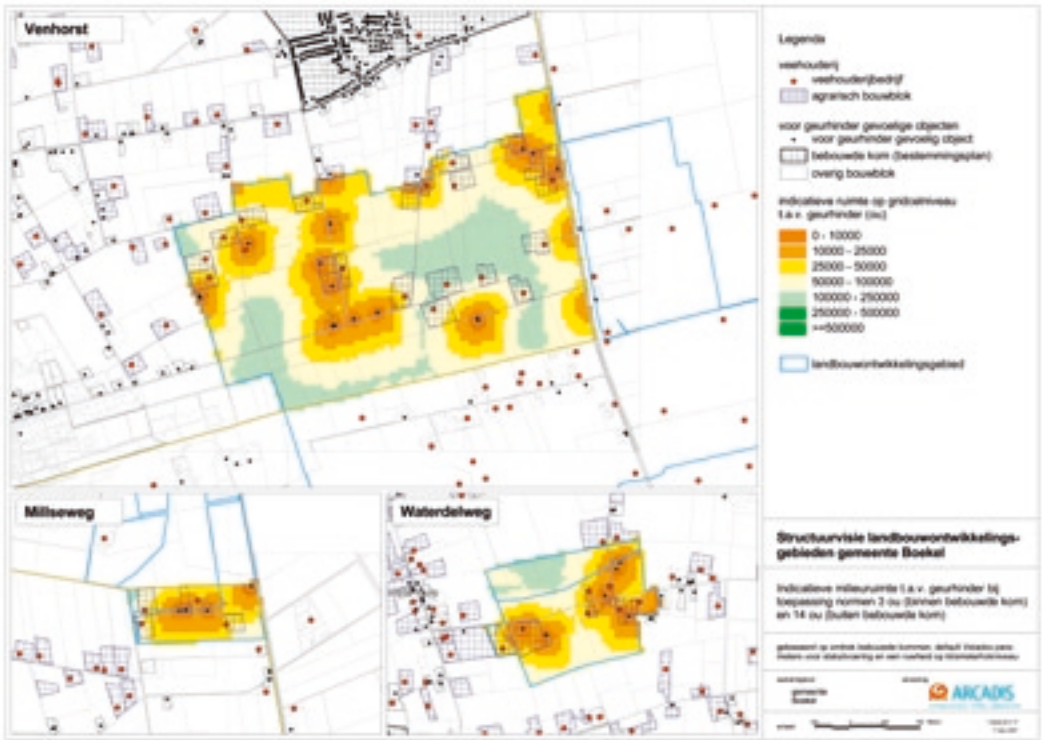 Venhorst
Millseweg
Waterdelweg
Legenda
veehouderij
veehouderijbedrijf
agrarisch bouwblok
voor geurhinder gevoelige objecten
voor geurhinder gevoelig object
bebouwde kom (bestemmingsplan)
overig bouwblok
indicatieve ruimte op gridcelniveau
t.a.v. geurhinder (ou)
0 - 10000
10000 - 25000
25000 - 50000
50000 - 100000
100000 - 250000
250000 - 500000
>=500000
landbouwontwikkelingsgebied
Structuurvisie landbouwontwikkelings-
gebieden gemeente Boekel
Indicatieve milieuruimte t.a.v. geurhinder bij
toepassing normen 3 ou (binnen bebouwde kom)
en 14 ou (buiten bebouwde kom)
gemeente
Boekel
ARCADIS